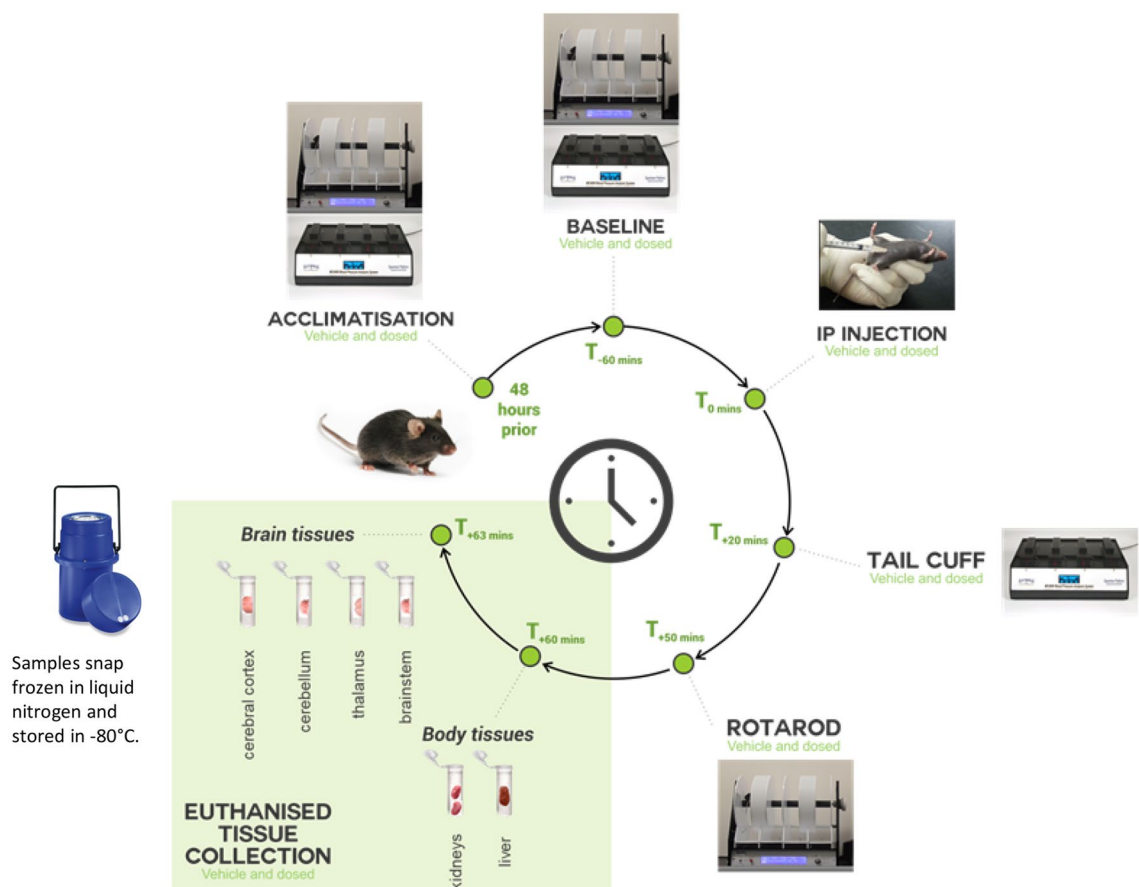 BASELINE
Vehicle and dosed
ACCLIMATISATION
Vehicle and dosed
IP INJECTION
Vehicle and dosed
T-60 mins
48
hours
prior
T0 mins
Brain tissues
T+63 mins
T+20 mins
TAIL CUFF
Vehicle and dosed
T+60 mins
T+50 mins
Samples snap
frozen in liquid
nitrogen and
stored in -80°C.
cerebral cortex
cerebellum
thalamus
brainstem
Body tissues
ROTAROD
Vehicle and dosed
kidneys
liver
EUTHANISED
TISSUE
COLLECTION
Vehicle and dosed